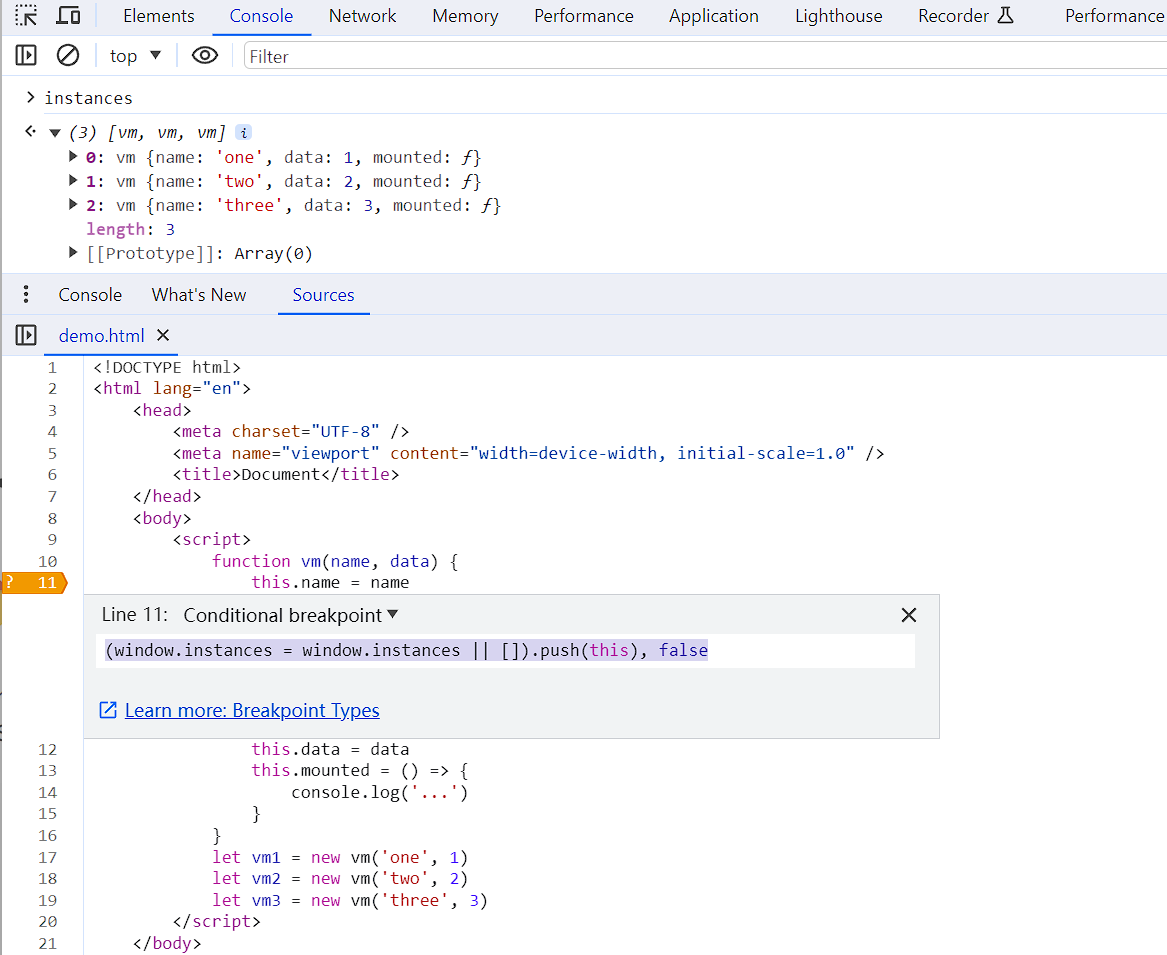 Elements Console Network Memory Performance Application Lighthouse Recorder Performance
top ▼ Filter
> instances
(3) [vm, vm, vm] i
0: vm {name: 'one', data: 1, mounted: ƒ}
1: vm {name: 'two', data: 2, mounted: ƒ}
2: vm {name: 'three', data: 3, mounted: ƒ}
length: 3
[[Prototype]]: Array(0)
Console What's New Sources
demo.html ×
1 <!DOCTYPE html>
2 <html lang="en">
3 <head>
4 <meta charset="UTF-8" />
5 <meta name="viewport" content="width=device-width, initial-scale=1.0" />
6 <title>Document</title>
7 </head>
8 <body>
9 <script>
10 function vm(name, data) {
? 11 this.name = name
Line 11: Conditional breakpoint ▼
(window.instances = window.instances || []).push(this), false
Learn more: Breakpoint Types
12 this.data = data
13 this.mounted = () => {
14 console.log('...')
15 }
16 }
17 let vm1 = new vm('one', 1)
18 let vm2 = new vm('two', 2)
19 let vm3 = new vm('three', 3)
20 </script>
21 </body>